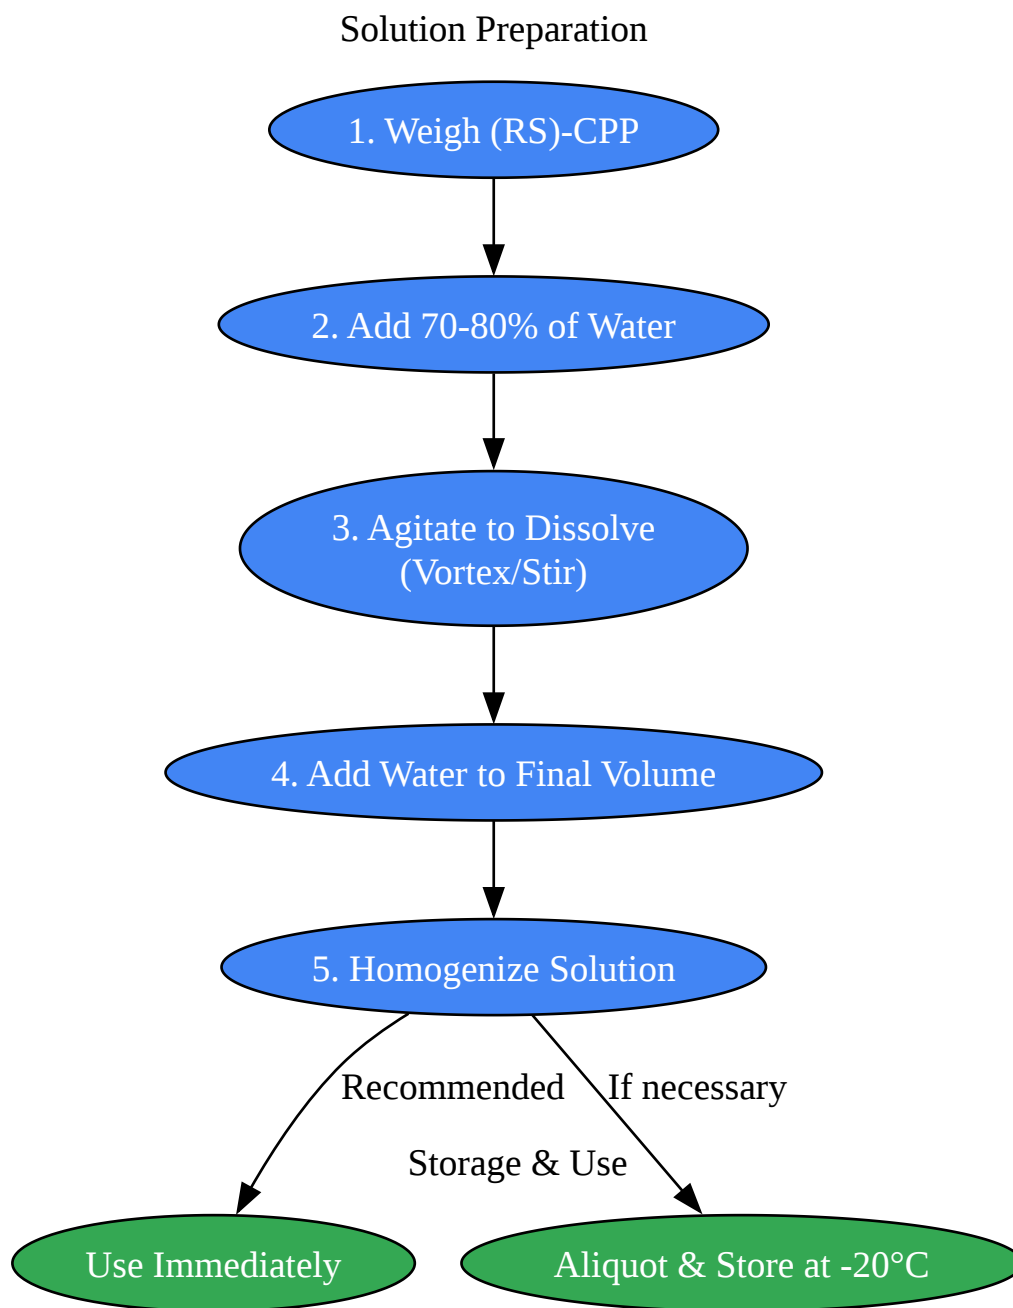 Solution Preparation
1. Weigh (RS)-CPP
2. Add 70-80% of Water
3. Agitate to Dissolve
(Vortex/Stir)
4. Add Water to Final Volume
5. Homogenize Solution
Recommended
If necessary
Storage & Use
Use Immediately
Aliquot & Store at -20°C